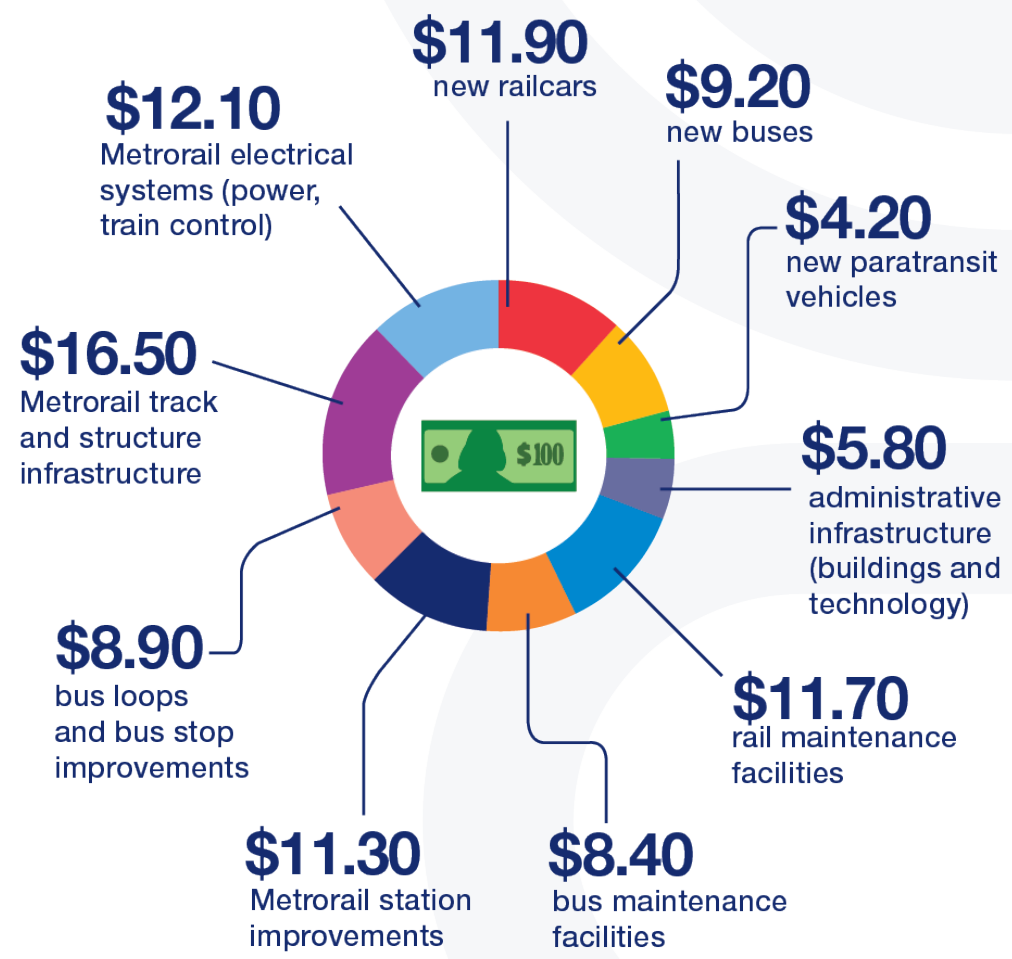 $11.90
new railcars
$9.20
new buses
$4.20
new paratransit
vehicles
$5.80
administrative
infrastructure
(buildings and
technology)
$11.70
rail maintenance
facilities
$8.40
bus maintenance
facilities
$11.30
Metrorail station
improvements
$8.90
bus loops
and bus stop
improvements
$16.50
Metrorail track
and structure
infrastructure
$12.10
Metrorail electrical
systems (power,
train control)
$100